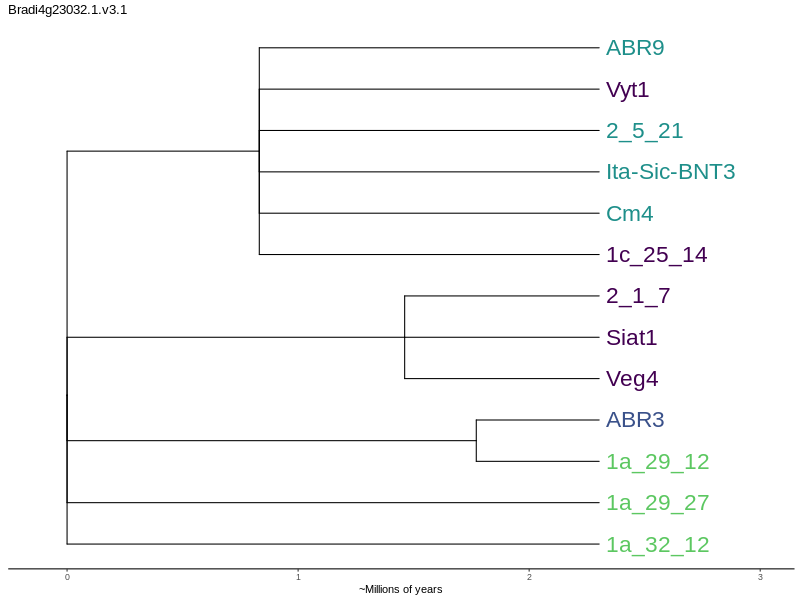 Bradi4g23032.1.v3.1
ABR9
Vyt1
2_5_21
Ita-Sic-BNT3
Cm4
1c_25_14
2_1_7
Siat1
Veg4
ABR3
1a_29_12
1a_29_27
1a_32_12
0 1 2 3
~Millions of years